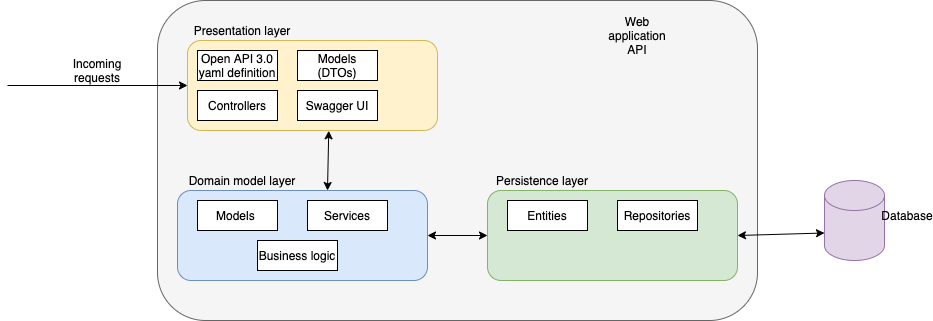 Web
application
API
Presentation layer
Open API 3.0
yaml definition
Models
(DTOs)
Incoming
requests
Controllers
Swagger UI
Domain model layer
Persistence layer
Models
Services
Entities
Repositories
Database
Business logic